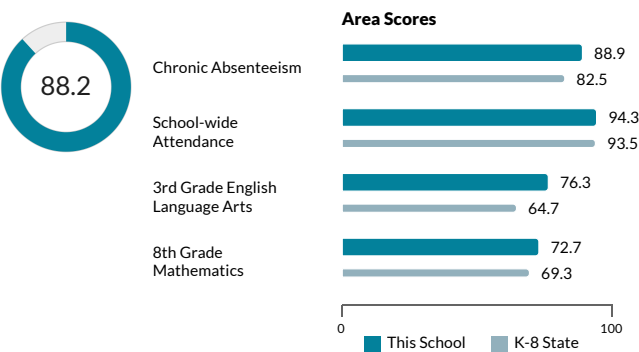 88.2
Area Scores
Chronic Absenteeism
88.9
82.5
School-wide
Attendance
94.3
93.5
3rd Grade English
Language Arts
76.3
64.7
8th Grade
Mathematics
72.7
69.3
0
100
This School
K-8 State